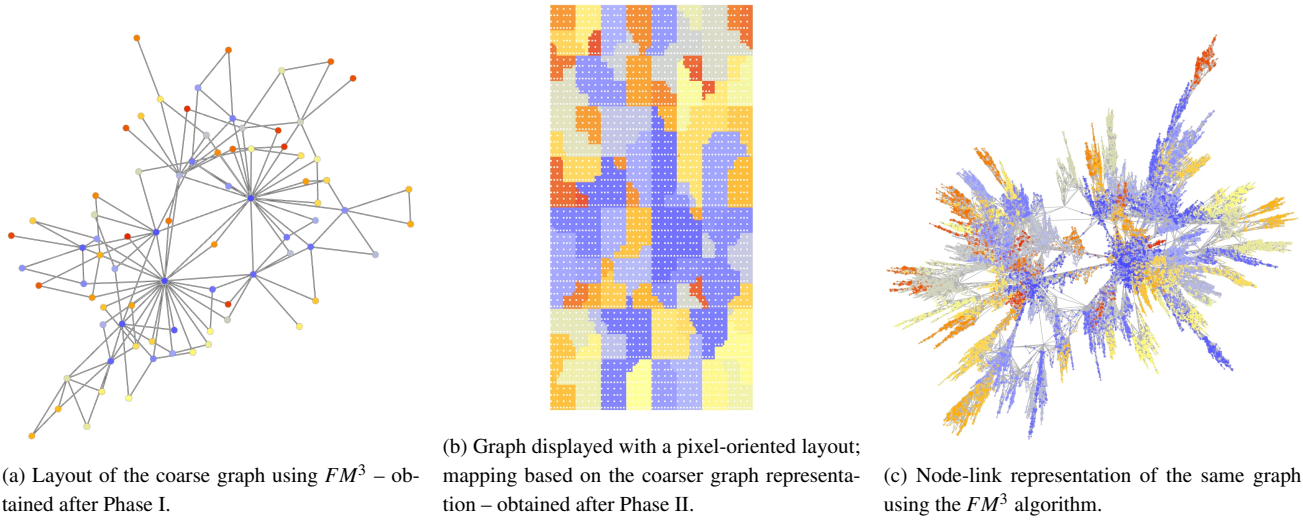 (a) Layout of the coarse graph using FM³ – ob-
tained after Phase I.
(b) Graph displayed with a pixel-oriented layout;
mapping based on the coarser graph representa-
tion – obtained after Phase II.
(c) Node-link representation of the same graph
using the FM³ algorithm.